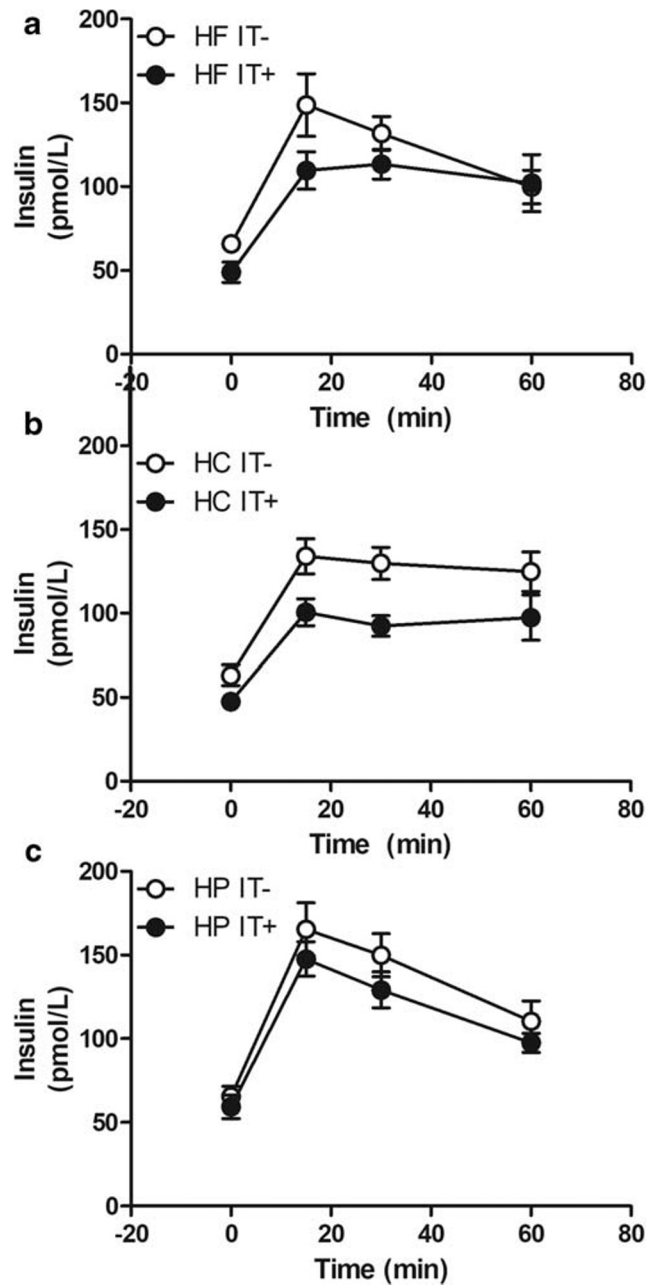 a
200
HF IT-
HF IT+
150
100
50
0
Insulin
(pmol/L)
-20 0 20 40 60 80
Time (min)
b
200
HC IT-
HC IT+
150
100
50
0
Insulin
(pmol/L)
-20 0 20 40 60 80
Time (min)
c
200
HP IT-
HP IT+
150
100
50
0
Insulin
(pmol/L)
-20 0 20 40 60 80
Time (min)